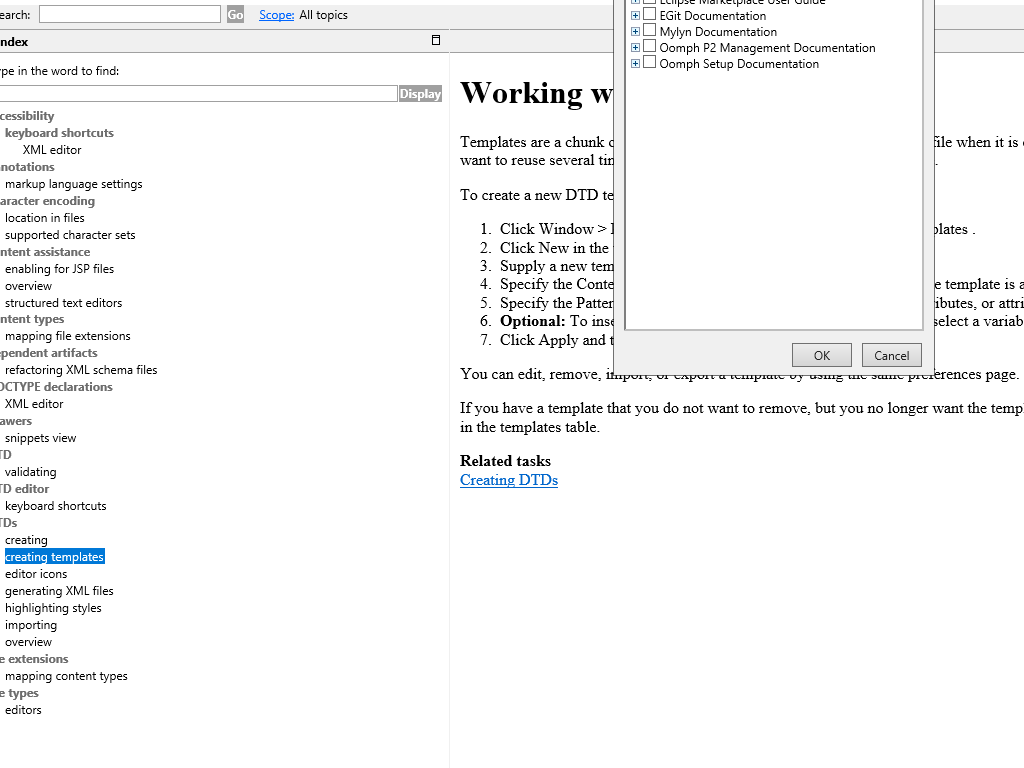 earch: Go Scope: All topics
ndex
ype in the word to find:
Display
cessibility
keyboard shortcuts
XML editor
notations
markup language settings
aracter encoding
location in files
supported character sets
ntent assistance
enabling for JSP files
overview
structured text editors
ntent types
mapping file extensions
ependent artifacts
refactoring XML schema files
OCTYPE declarations
XML editor
awers
snippets view
TD
validating
TD editor
keyboard shortcuts
TDs
creating
creating templates
editor icons
generating XML files
highlighting styles
importing
overview
e extensions
mapping content types
e types
editors
Eclipse Marketplace User Guide
EGit Documentation
Mylyn Documentation
Oomph P2 Management Documentation
Oomph Setup Documentation
OK Cancel
Working w
Templates are a chunk o file when it is
want to reuse several tin .
To create a new DTD te
1. Click Window > plates .
2. Click New in the
3. Supply a new tem
4. Specify the Conte e template is a
5. Specify the Patter ibutes, or attri
6. Optional: To inse select a variab
7. Click Apply and t
You can edit, remove, import, or export a template by using the same preferences page.
If you have a template that you do not want to remove, but you no longer want the templ
in the templates table.
Related tasks
Creating DTDs